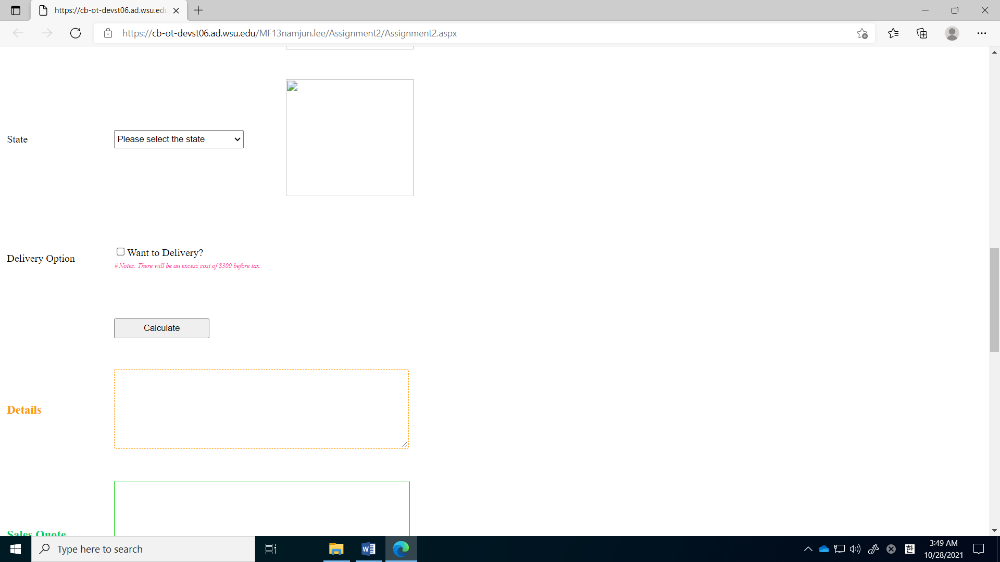 https://cb-ot-devst06.ad.wsu.edu
https://cb-ot-devst06.ad.wsu.edu/MF13namjun.lee/Assignment2/Assignment2.aspx
State
Please select the state
Delivery Option
Want to Delivery?
# Notes: There will be an excess cost of $300 before tax.
Calculate
Details
Sales Quote
Type here to search
한
3:49 AM
10/28/2021